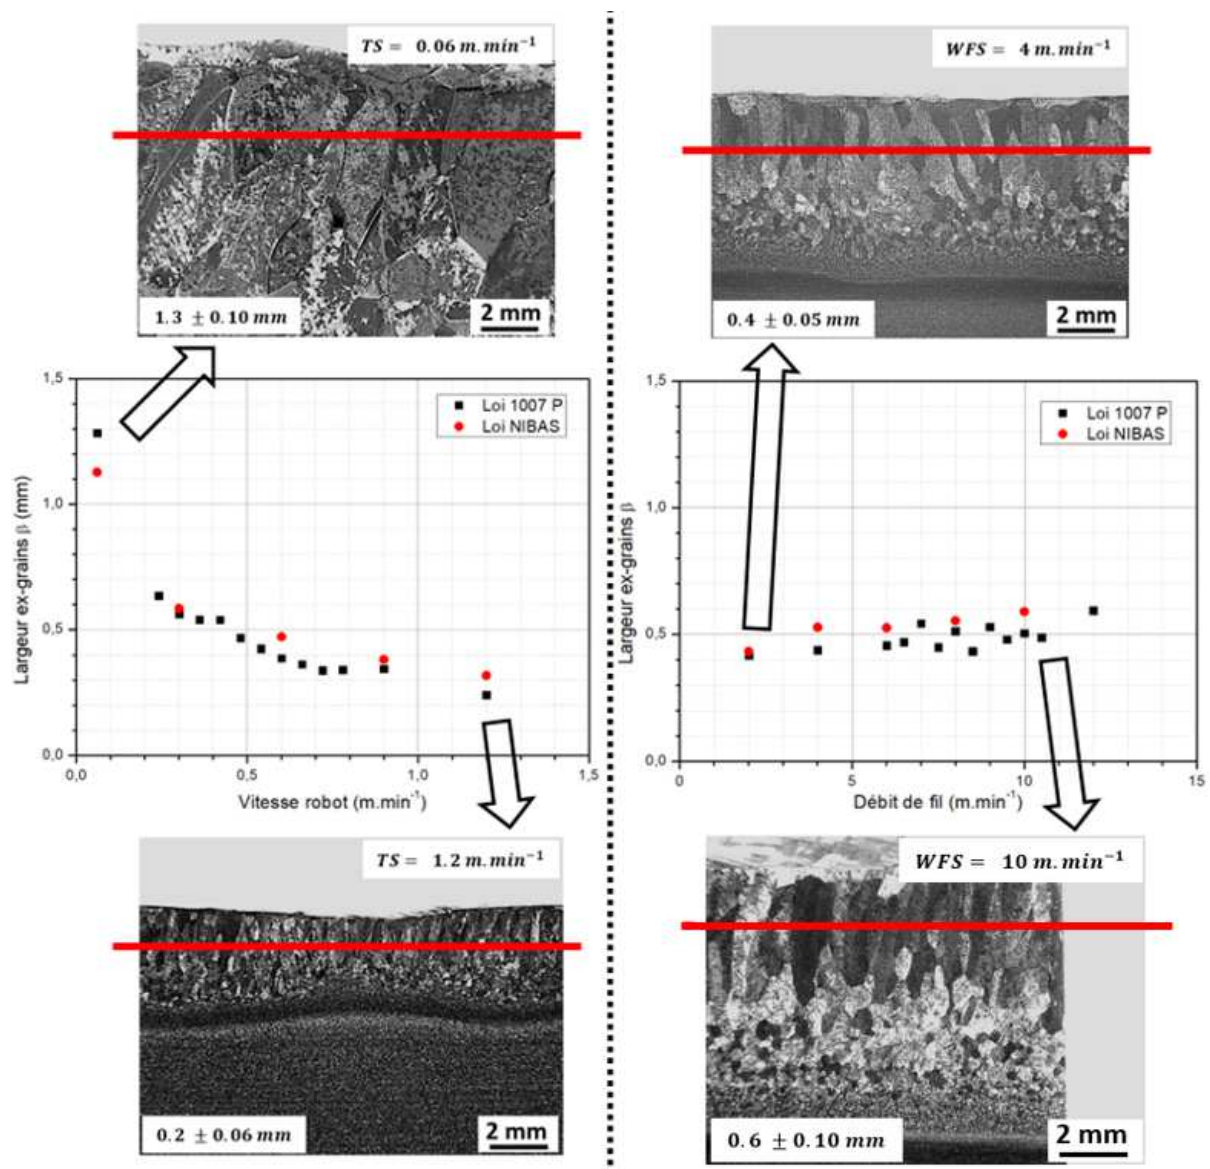 TS = 0.06 m.min⁻¹
1.3 ± 0.10 mm
2 mm
WFS = 4 m.min⁻¹
0.4 ± 0.05 mm
2 mm
Largeur ex-grains β (mm)
1,5
1,0
0,5
0,0
Loi 1007 P
Loi NIBAS
0,0 0,5 1,0 1,5
Vitesse robot (m.min⁻¹)
Largeur ex-grains β
1,5
1,0
0,5
0,0
Loi 1007 P
Loi NIBAS
0 5 10 15
Débit de fil (m.min⁻¹)
TS = 1.2 m.min⁻¹
0.2 ± 0.06 mm
2 mm
WFS = 10 m.min⁻¹
0.6 ± 0.10 mm
2 mm